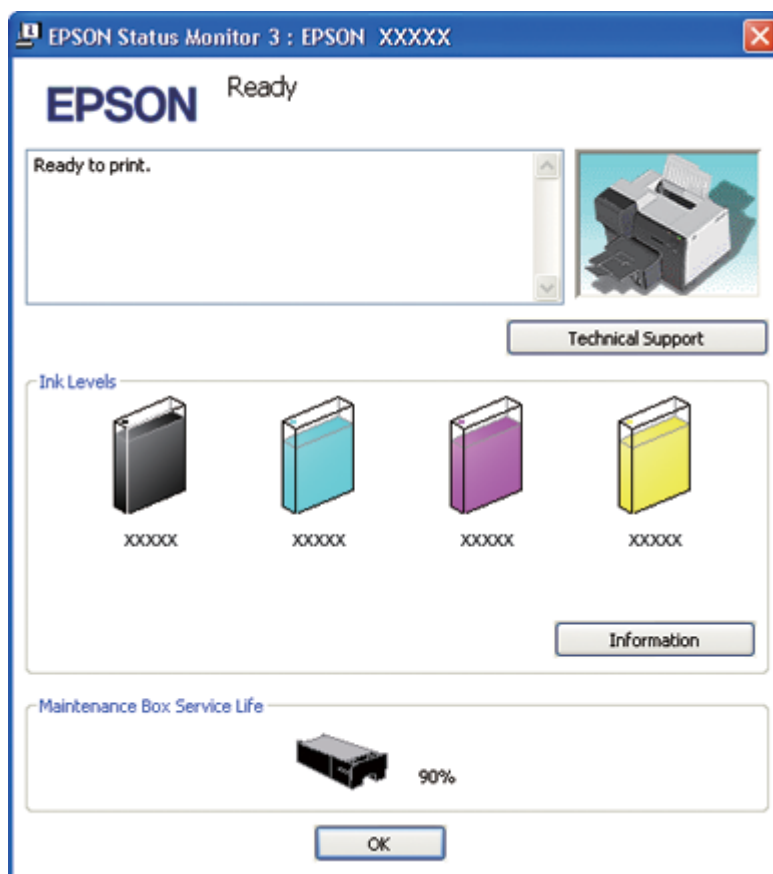 EPSON Status Monitor 3 : EPSON XXXXX
EPSON
Ready
Ready to print.
Technical Support
Ink Levels
XXXXX
XXXXX
XXXXX
XXXXX
Information
Maintenance Box Service Life
90%
OK